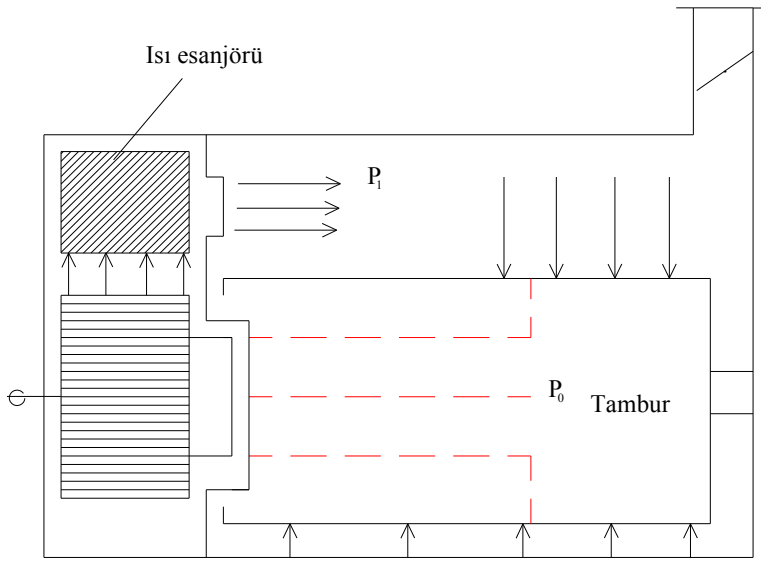 Isı esanjörü
P₁
P₀
Tambur